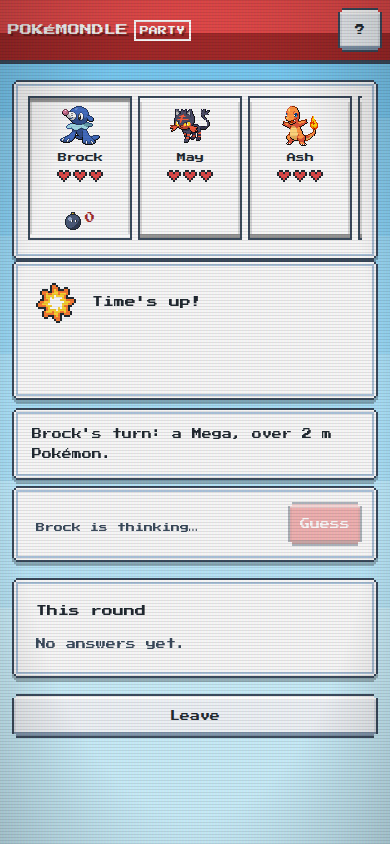 POKéMONDLE PARTY
?
Brock
May
Ash
0
Time's up!
Brock's turn: a Mega, over 2 m
Pokémon.
Brock is thinking…
Guess
This round
No answers yet.
Leave